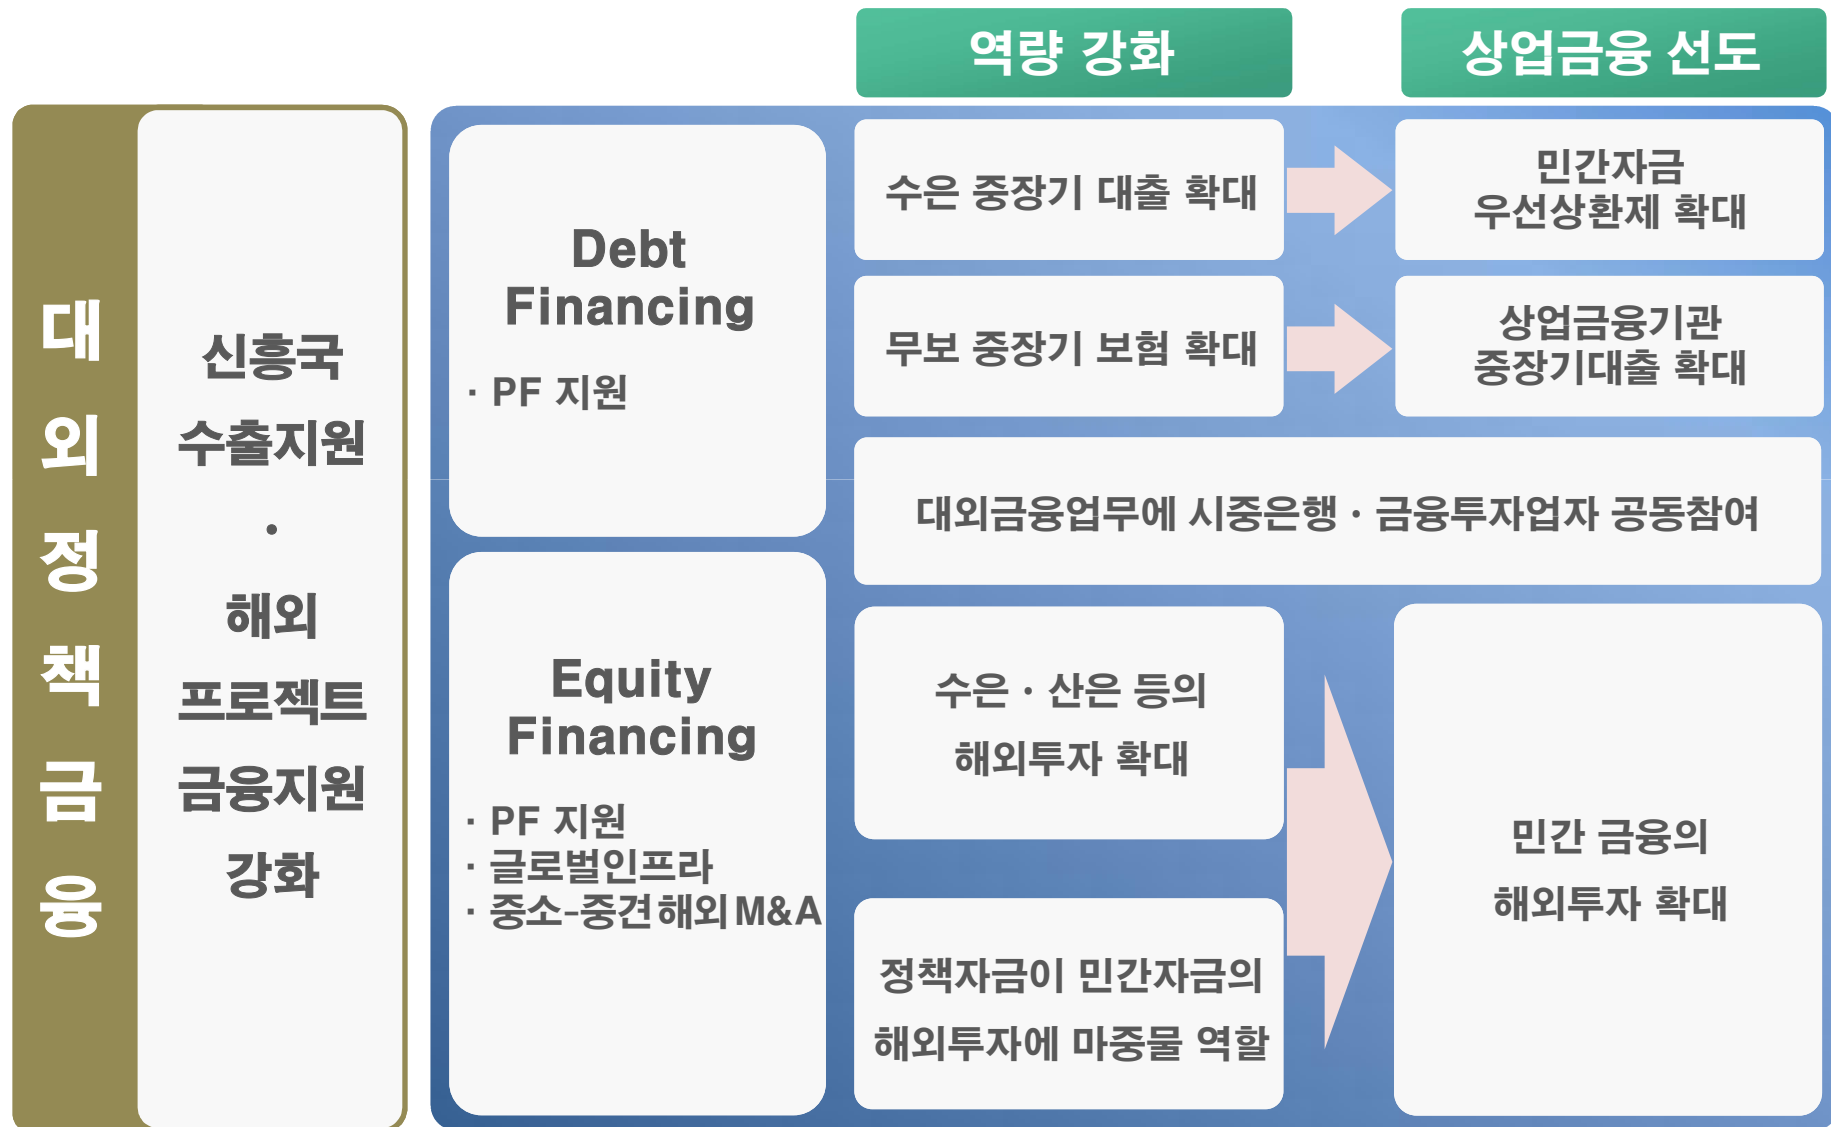 역량 강화
상업금융 선도
대
외
정
책
금
융
신흥국
수출지원
·
해외
프로젝트
금융지원
강화
Debt
Financing
· PF 지원
수은 중장기 대출 확대
민간자금
우선상환제 확대
무보 중장기 보험 확대
상업금융기관
중장기대출 확대
대외금융업무에 시중은행 · 금융투자업자 공동참여
Equity
Financing
· PF 지원
· 글로벌인프라
· 중소-중견해외M&A
수은 · 산은 등의
해외투자 확대
정책자금이 민간자금의
해외투자에 마중물 역할
민간 금융의
해외투자 확대